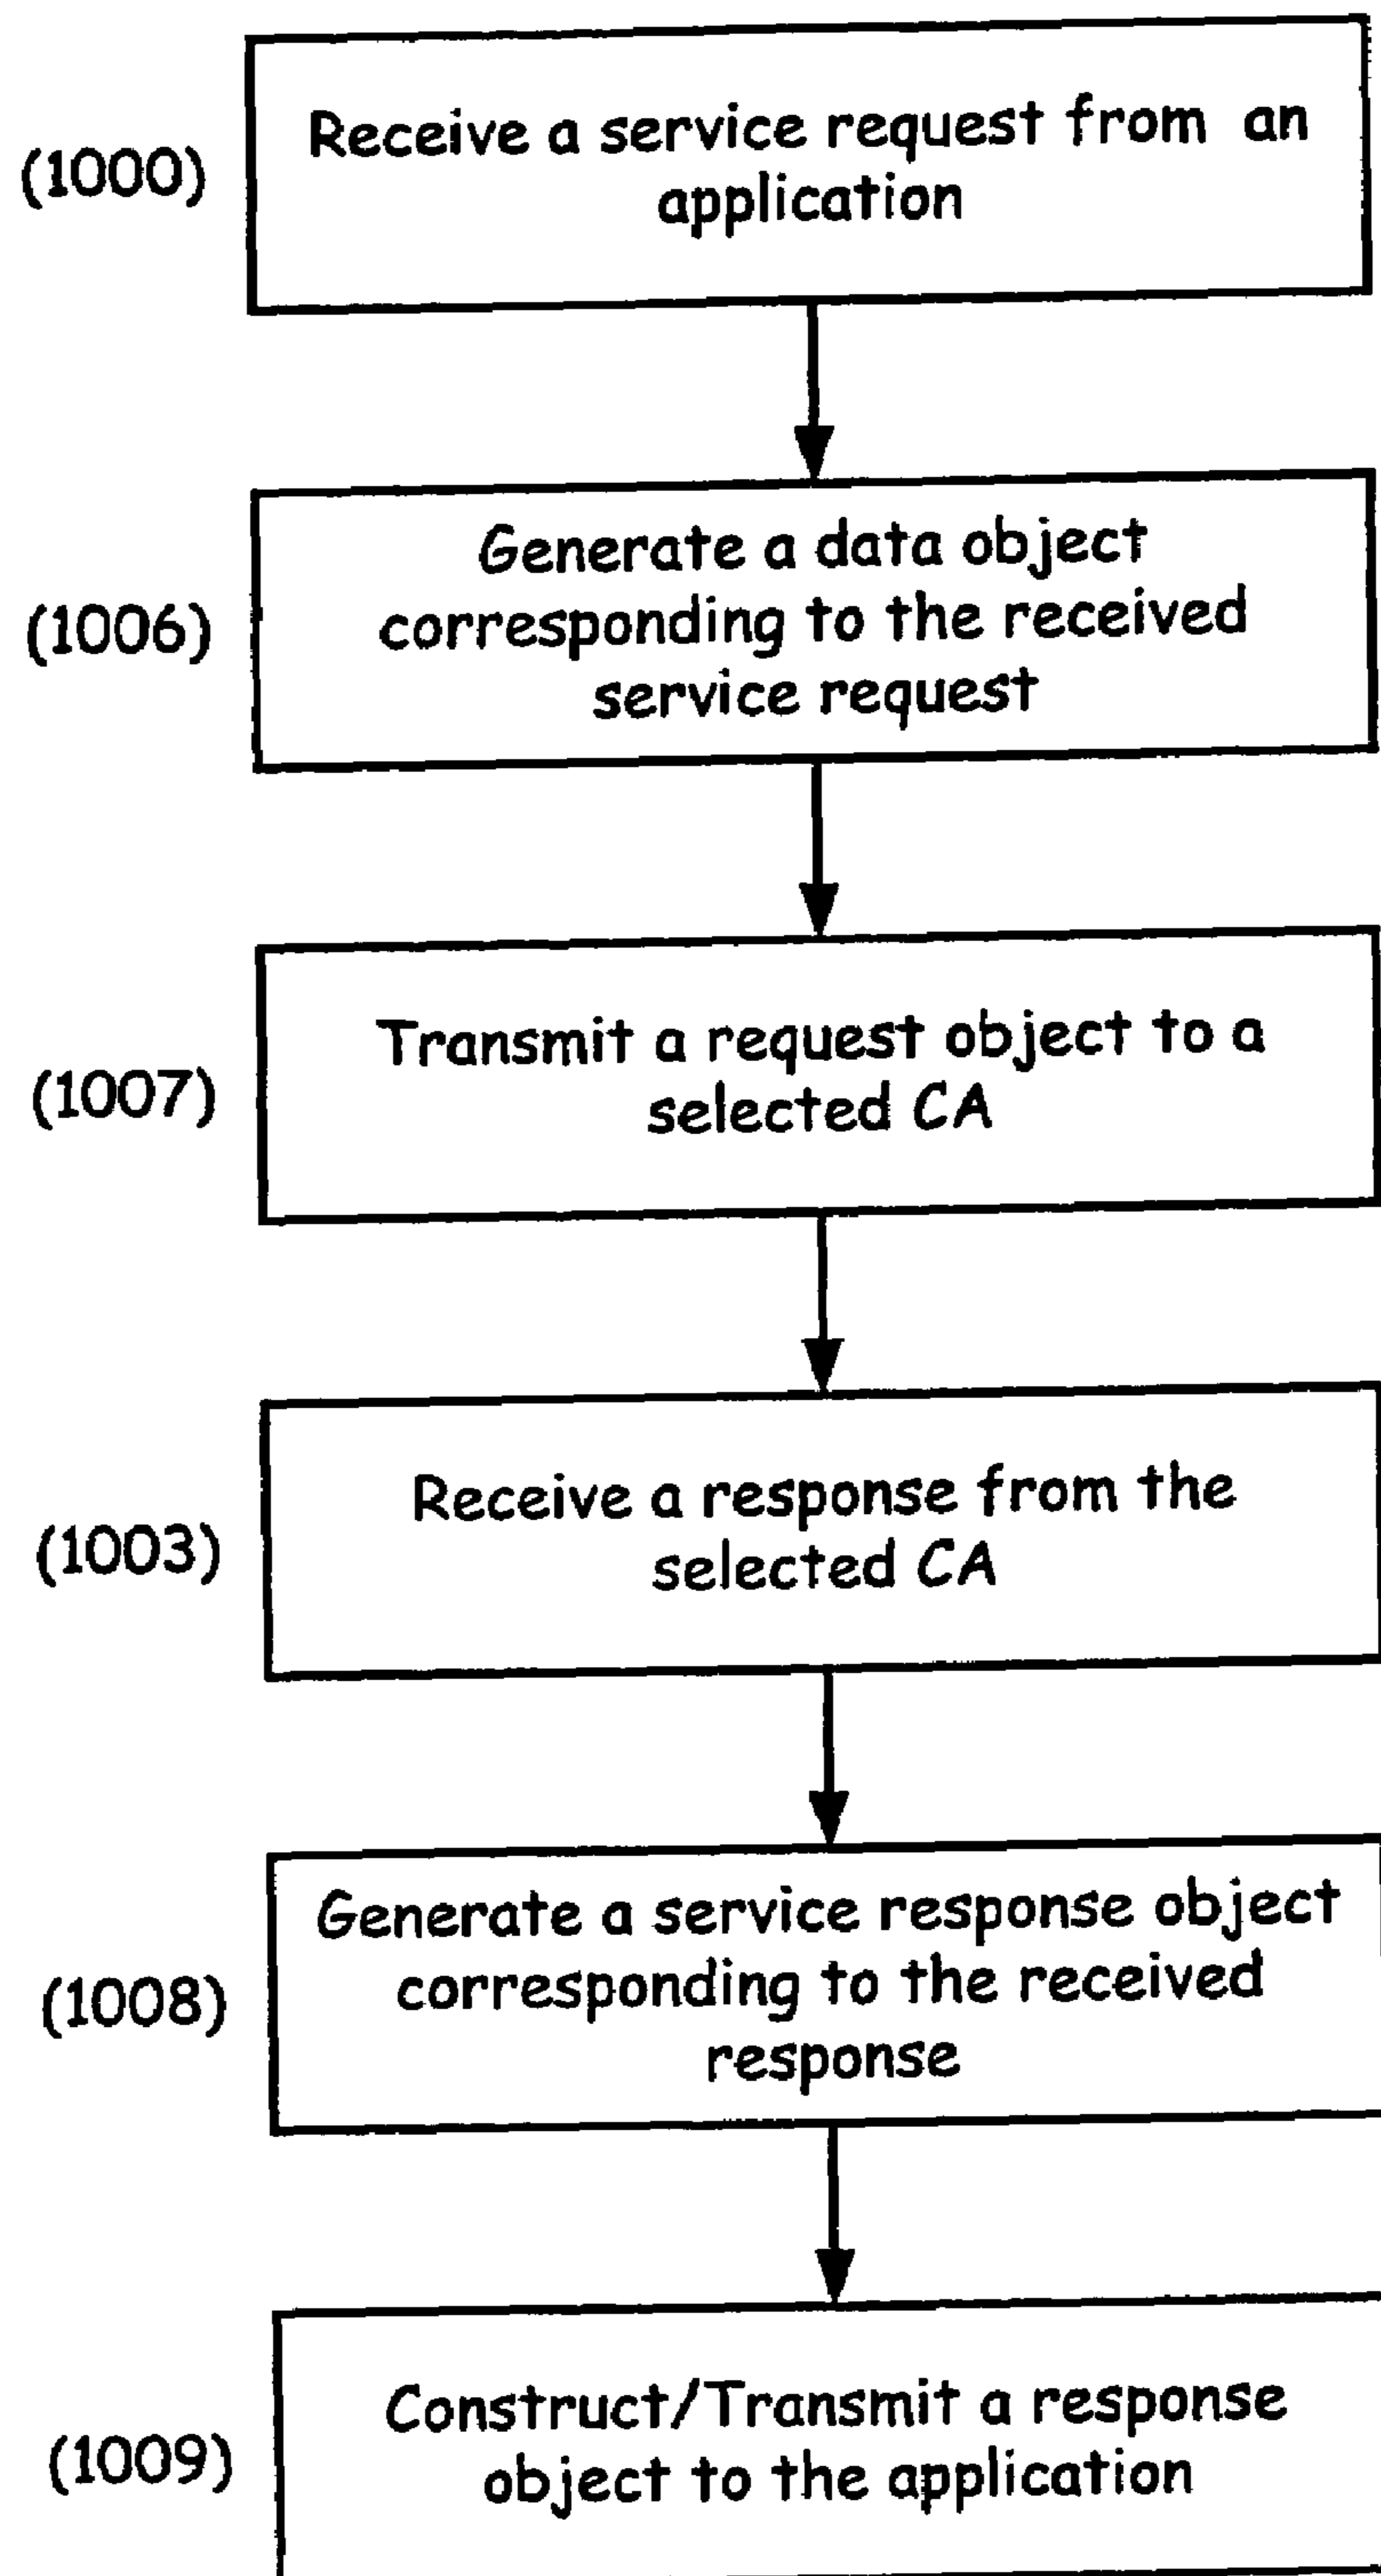 Receive a service request from an
application
(1000)
Generate a data object
corresponding to the received
service request
(1006)
Transmit a request object to a
selected CA
(1007)
Receive a response from the
selected CA
(1003)
Generate a service response object
corresponding to the received
response
(1008)
Construct/Transmit a response
object to the application
(1009)